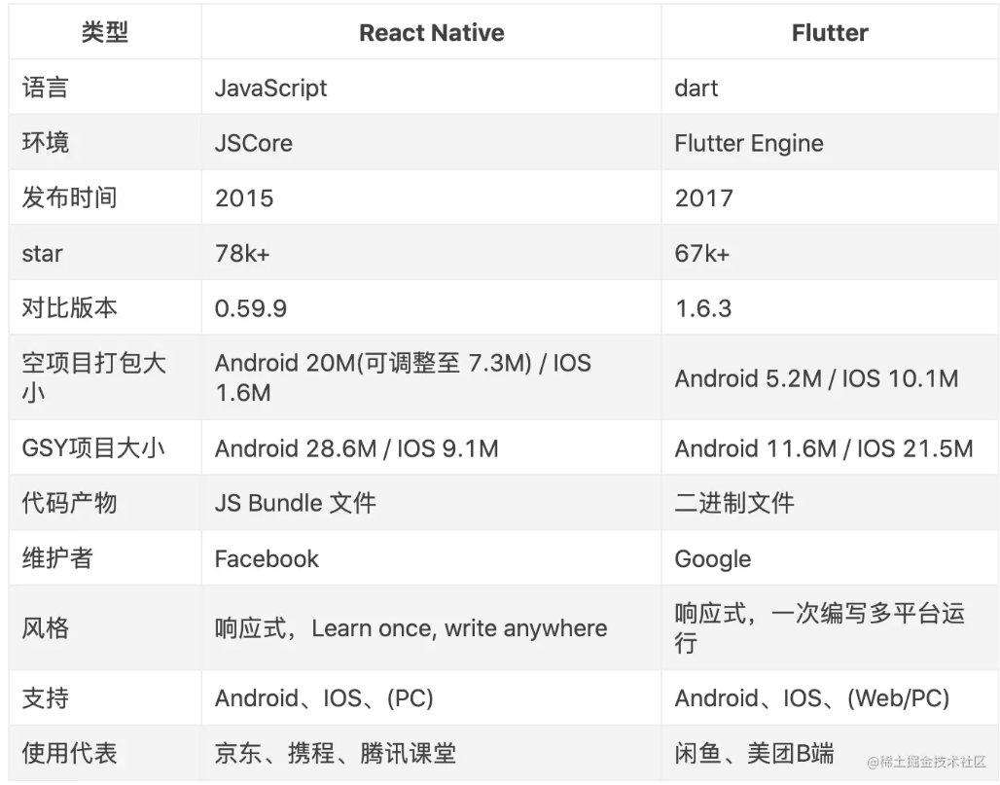 类型 React Native Flutter
语言 JavaScript dart
环境 JSCore Flutter Engine
发布时间 2015 2017
star 78k+ 67k+
对比版本 0.59.9 1.6.3
空项目打包大
小
Android 20M(可调整至 7.3M) / IOS
1.6M
Android 5.2M / IOS 10.1M
GSY项目大小 Android 28.6M / IOS 9.1M Android 11.6M / IOS 21.5M
代码产物 JS Bundle 文件 二进制文件
维护者 Facebook Google
风格 响应式，Learn once, write anywhere
响应式，一次编写多平台运
行
支持 Android、IOS、(PC) Android、IOS、(Web/PC)
使用代表 京东、携程、腾讯课堂 闲鱼、美团B端
@稀土掘金技术社区